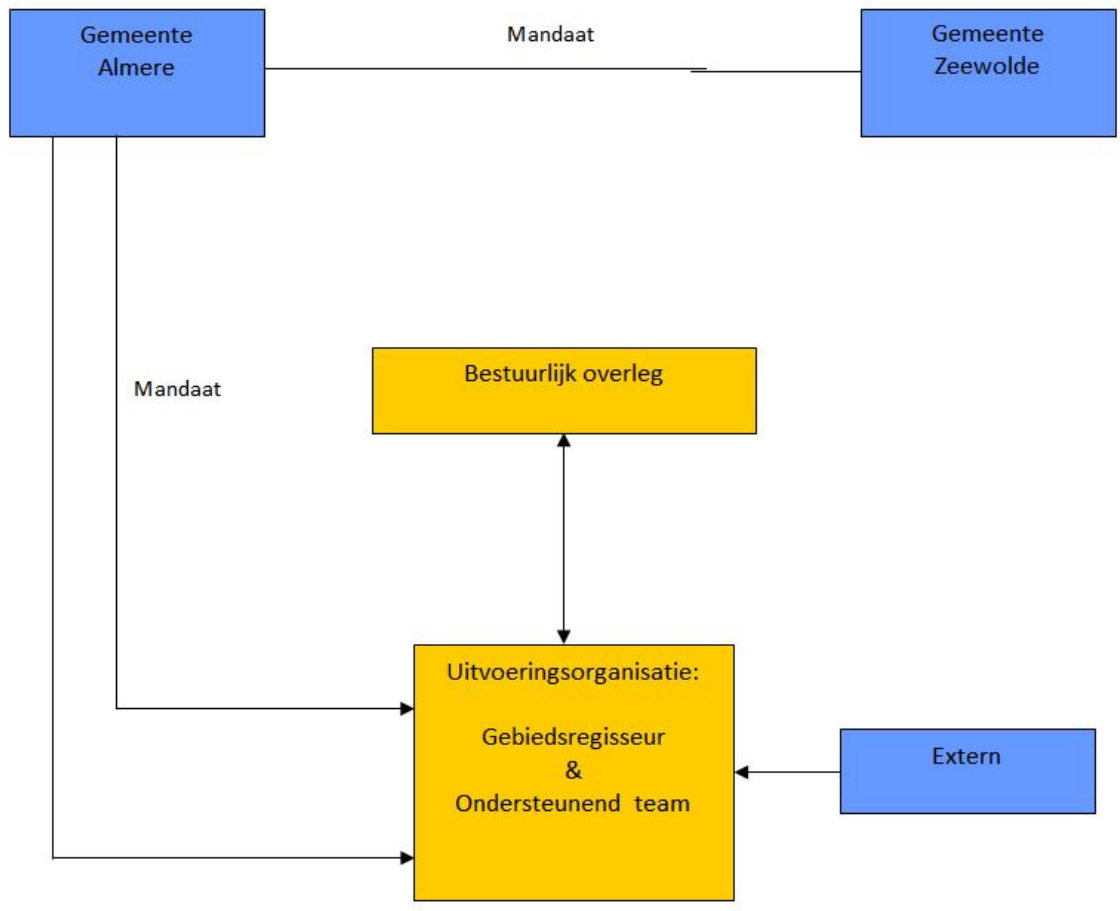 Gemeente
Almere
Mandaat
Gemeente
Zeewolde
Mandaat
Bestuurlijk overleg
Uitvoeringsorganisatie:
Gebiedsregisseur
&
Ondersteunend team
Extern